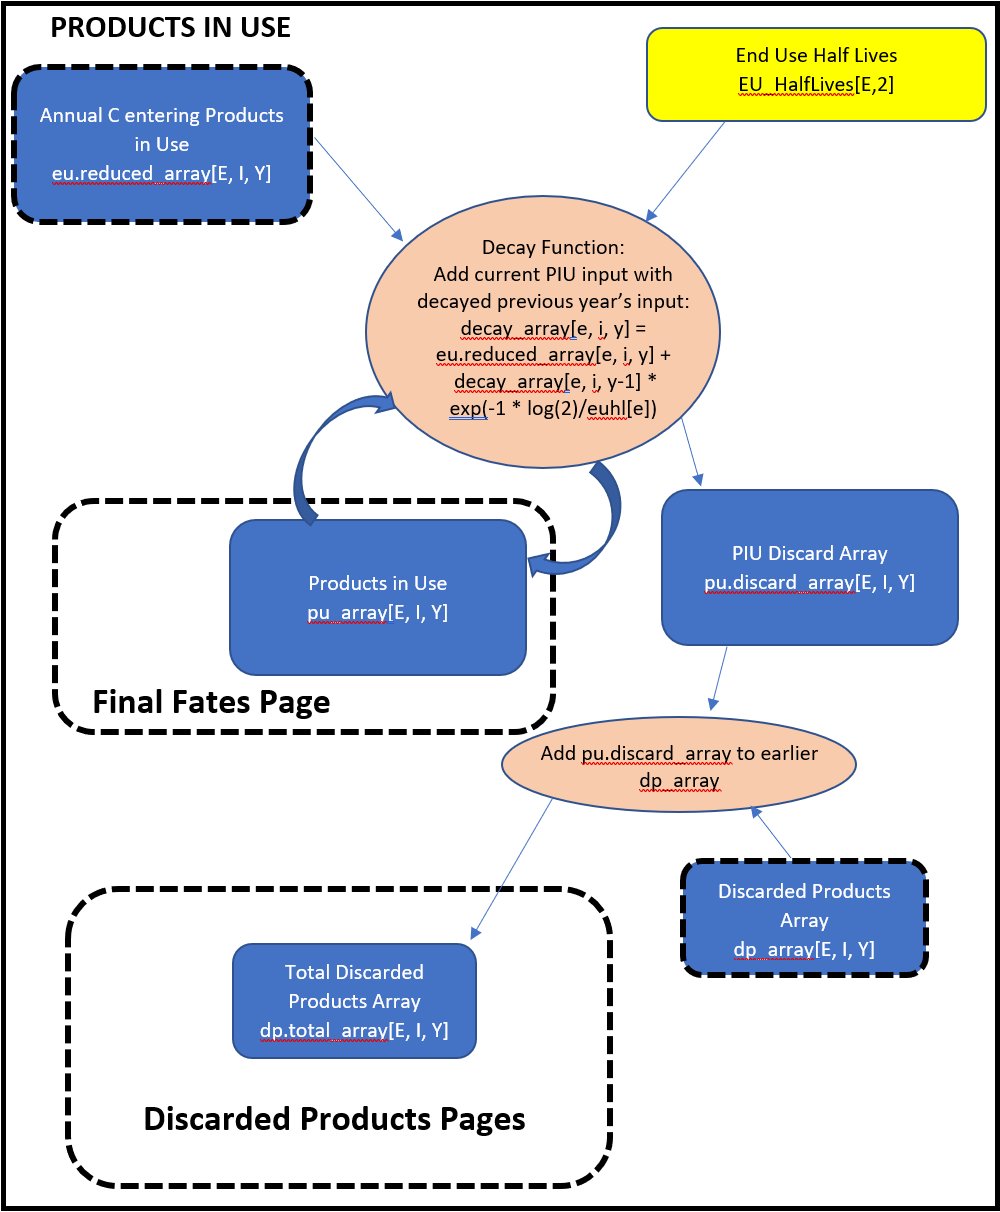 PRODUCTS IN USE
Annual C entering Products
in Use
eu.reduced_array[E, I, Y]
End Use Half Lives
EU_HalfLives[E,2]
Decay Function:
Add current PIU input with
decayed previous year’s input:
decay_array[e, i, y] =
eu.reduced_array[e, i, y] +
decay_array[e, i, y-1] *
exp(-1 * log(2)/euhl[e])
Products in Use
pu_array[E, I, Y]
Final Fates Page
PIU Discard Array
pu.discard_array[E, I, Y]
Add pu.discard_array to earlier
dp_array
Discarded Products
Array
dp_array[E, I, Y]
Total Discarded
Products Array
dp.total_array[E, I, Y]
Discarded Products Pages